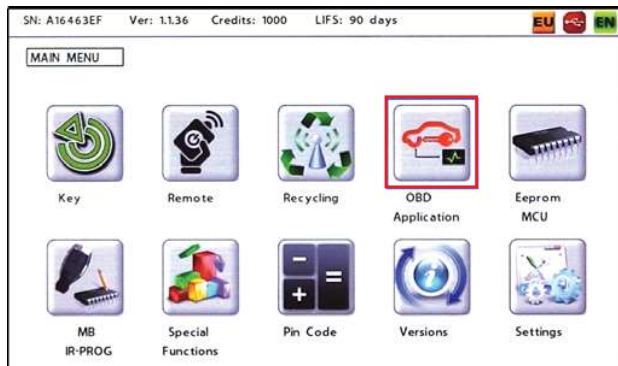 SN: A16463EF Ver: 1.1.36 Credits: 1000 LIFS: 90 days EU EN
MAIN MENU
Key Remote Recycling OBD Eeprom
Application MCU
MB Special Pin Code Versions Settings
IR-PROG Functions